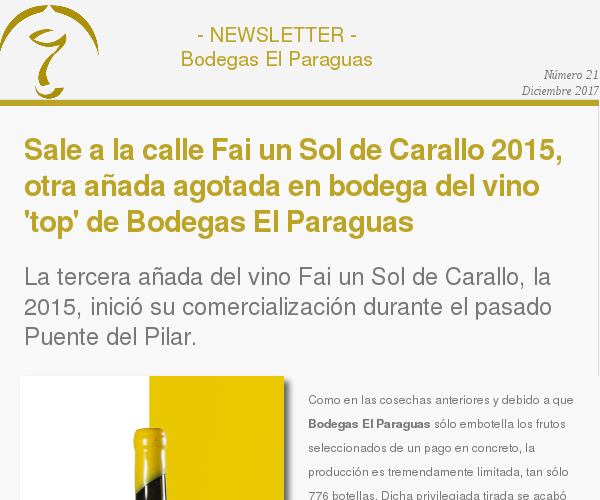 - NEWSLETTER -
Bodegas El Paraguas
Número 21
Diciembre 2017
Sale a la calle Fai un Sol de Carallo 2015,
otra añada agotada en bodega del vino
'top' de Bodegas El Paraguas
La tercera añada del vino Fai un Sol de Carallo, la
2015, inició su comercialización durante el pasado
Puente del Pilar.
Como en las cosechas anteriores y debido a que
Bodegas El Paraguas sólo embotella los frutos
seleccionados de un pago en concreto, la
producción es tremendamente limitada, tan sólo
776 botellas. Dicha privilegiada tirada se acabó